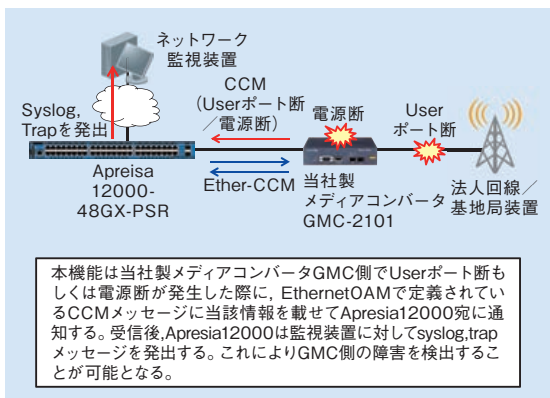 ネットワーク
監視装置
CCM
（Userポート断
／電源断）
電源断
User
ポート断
Syslog,
Trapを発出
Ether-CCM
Apreisa
12000-
48GX-PSR
当社製
メディアコンバータ
GMC-2101
法人回線／
基地局装置
本機能は当社製メディアコンバータGMC側でUserポート断も
しくは電源断が発生した際に，EthernetOAMで定義されてい
るCCMメッセージに当該情報を載せてApresia12000宛に通
知する。受信後,Apresia12000は監視装置に対してsyslog,trap
メッセージを発出する。これによりGMC側の障害を検出するこ
とが可能となる。